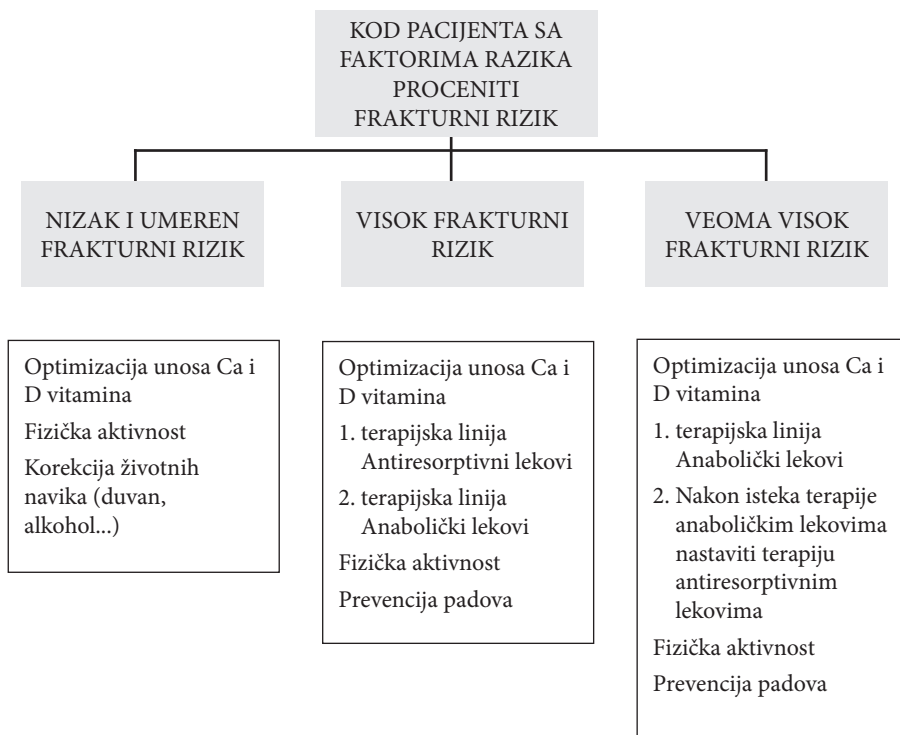 KOD PACIJENTA SA
FAKTORIMA RAZIKA
PROCENITI
FRAKTURNI RIZIK
NIZAK I UMEREN
FRAKTURNI RIZIK
VISOK FRAKTURNI
RIZIK
VEOMA VISOK
FRAKTURNI RIZIK
Optimizacija unosa Ca i
D vitamina
Fizička aktivnost
Korekcija životnih
navika (duvan,
alkohol...)
Optimizacija unosa Ca i
D vitamina
1. terapijska linija
Antiresorptivni lekovi
2. terapijska linija
Anabolički lekovi
Fizička aktivnost
Prevencija padova
Optimizacija unosa Ca i
D vitamina
1. terapijska linija
Anabolički lekovi
2. Nakon isteka terapije
anaboličkim lekovima
nastaviti terapiju
antiresorptivnim
lekovima
Fizička aktivnost
Prevencija padova